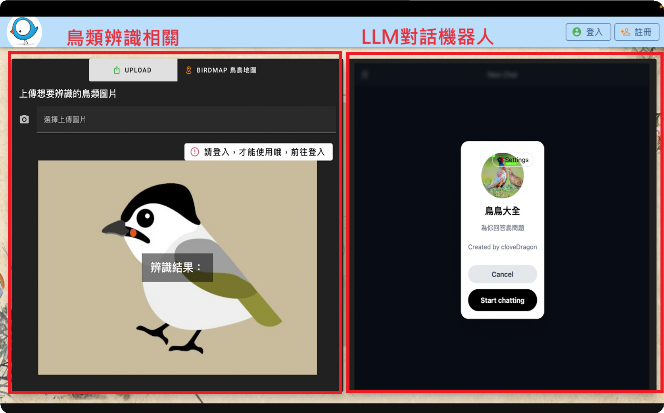 鳥類辨識相關
LLM對話機器人
登入
註冊
UPLOAD
BIRDMAP 鳥鳥地圖
上傳想要辨識的鳥類圖片
選擇上傳圖片
請登入，才能使用哦，前往登入
辨識結果：
New Chat
Settings
鳥鳥大全
為你回答鳥問題
Created by cloveDragon
Cancel
Start chatting